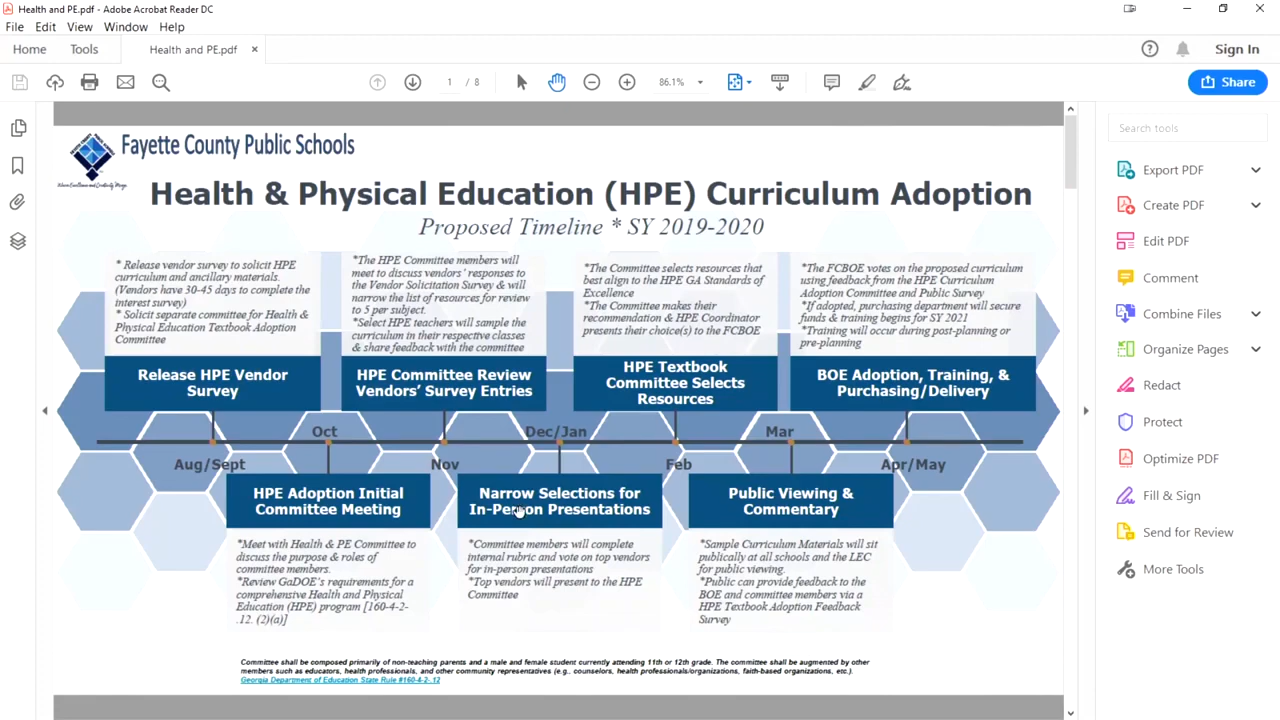 Health and PE.pdf - Adobe Acrobat Reader DC
File Edit View Window Help
Home Tools Health and PE.pdf ×
Sign In
1 / 8
86.1%
Share
Fayette County Public Schools
Health & Physical Education (HPE) Curriculum Adoption
Proposed Timeline * SY 2019-2020
* Release vendor survey to solicit HPE
curriculum and ancillary materials.
(Vendors have 30-45 days to complete the
interest survey)
* Solicit separate committee for Health &
Physical Education Textbook Adoption
Committee
Release HPE Vendor
Survey
*The HPE Committee members will
meet to discuss vendors' responses to
the Vendor Solicitation Survey & will
narrow the list of resources for review
to 5 per subject.
*Select HPE teachers will sample the
curriculum in their respective classes
& share feedback with the committee
HPE Committee Review
Vendors' Survey Entries
*The Committee selects resources that
best align to the HPE GA Standards of
Excellence
*The Committee makes their
recommendation & HPE Coordinator
presents their choice(s) to the FCBOE
HPE Textbook
Committee Selects
Resources
*The FCBOE votes on the proposed curriculum
using feedback from the HPE Curriculum
Adoption Committee and Public Survey
*If adopted, purchasing department will secure
funds & training begins for SY 2021
*Training will occur during post-planning or
pre-planning
BOE Adoption, Training, &
Purchasing/Delivery
Oct
Dec/Jan
Mar
Aug/Sept
Nov
Feb
Apr/May
HPE Adoption Initial
Committee Meeting
*Meet with Health & PE Committee to
discuss the purpose & roles of
committee members.
*Review GaDOE's requirements for a
comprehensive Health and Physical
Education (HPE) program [160-4-2-
.12. (2)(a)]
Narrow Selections for
In-Person Presentations
*Committee members will complete
internal rubric and vote on top vendors
for in-person presentations
*Top vendors will present to the HPE
Committee
Public Viewing &
Commentary
*Sample Curriculum Materials will sit
publically at all schools and the LEC
for public viewing.
*Public can provide feedback to the
BOE and committee members via a
HPE Textbook Adoption Feedback
Survey
Committee shall be composed primarily of non-teaching parents and a male and female student currently attending 11th or 12th grade. The committee shall be augmented by other
members such as educators, health professionals, and other community representatives (e.g., counselors, health professionals/organizations, faith-based organizations, etc.).
Georgia Department of Education State Rule #160-4-2-.12
Search tools
Export PDF
Create PDF
Edit PDF
Comment
Combine Files
Organize Pages
Redact
Protect
Optimize PDF
Fill & Sign
Send for Review
More Tools